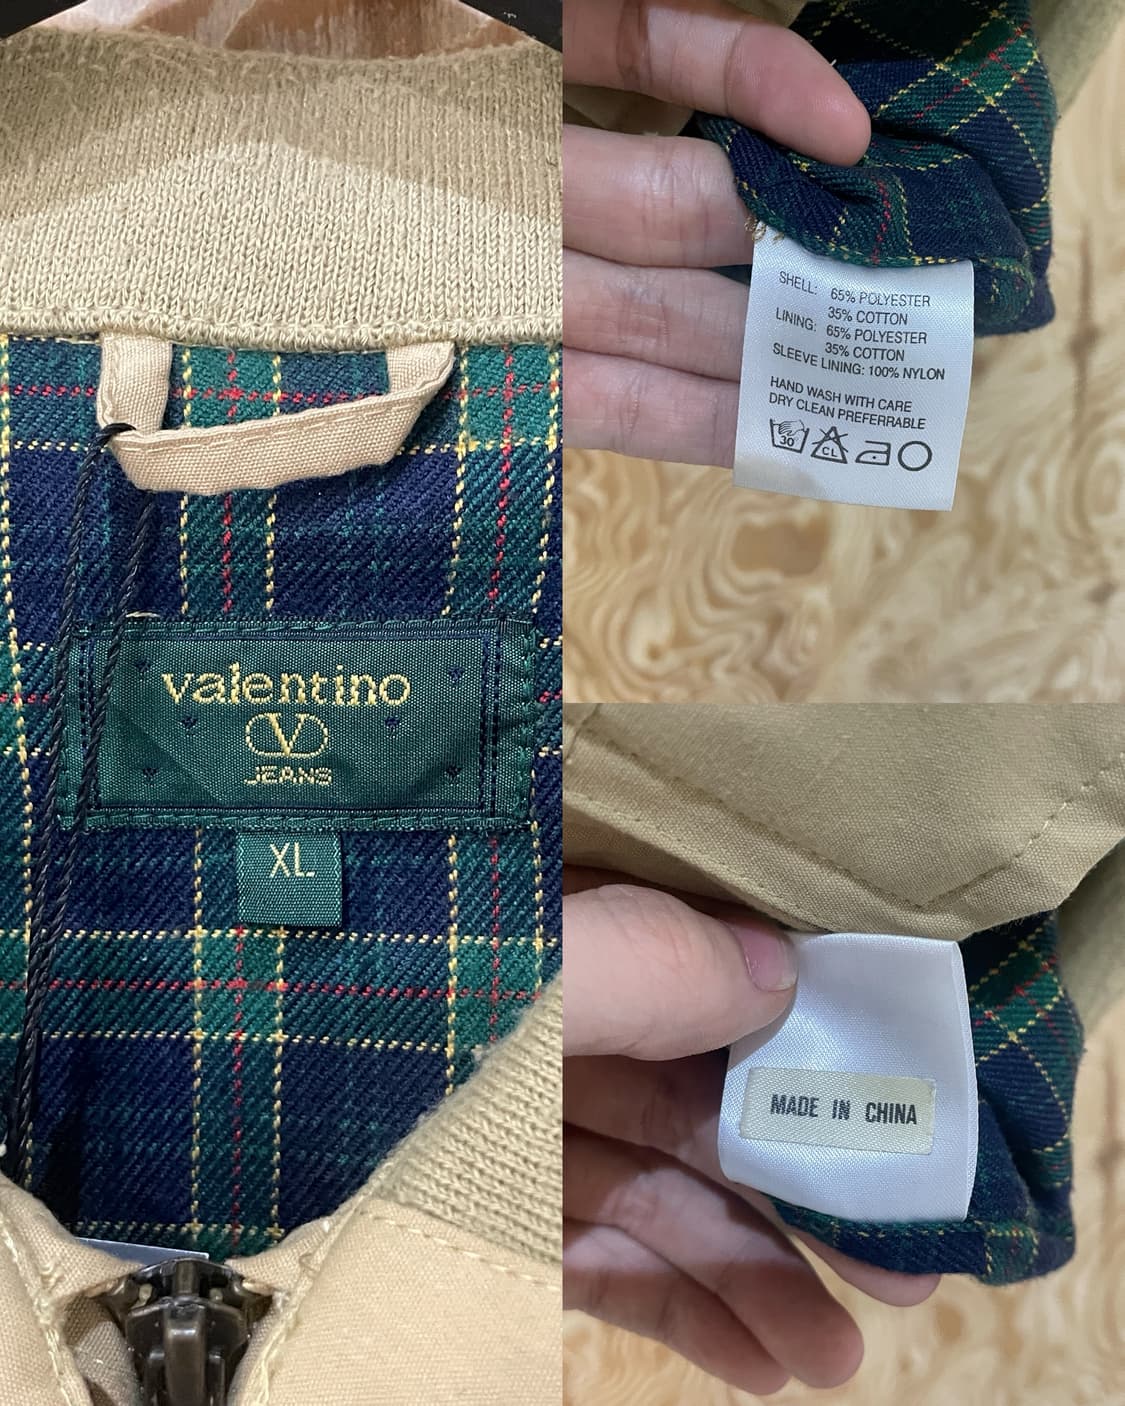 valentino
V
JEANS
XL
SHELL: 65% POLYESTER
35% COTTON
LINING: 65% POLYESTER
35% COTTON
SLEEVE LINING: 100% NYLON
HAND WASH WITH CARE
DRY CLEAN PREFERRABLE
30 CL
MADE IN CHINA